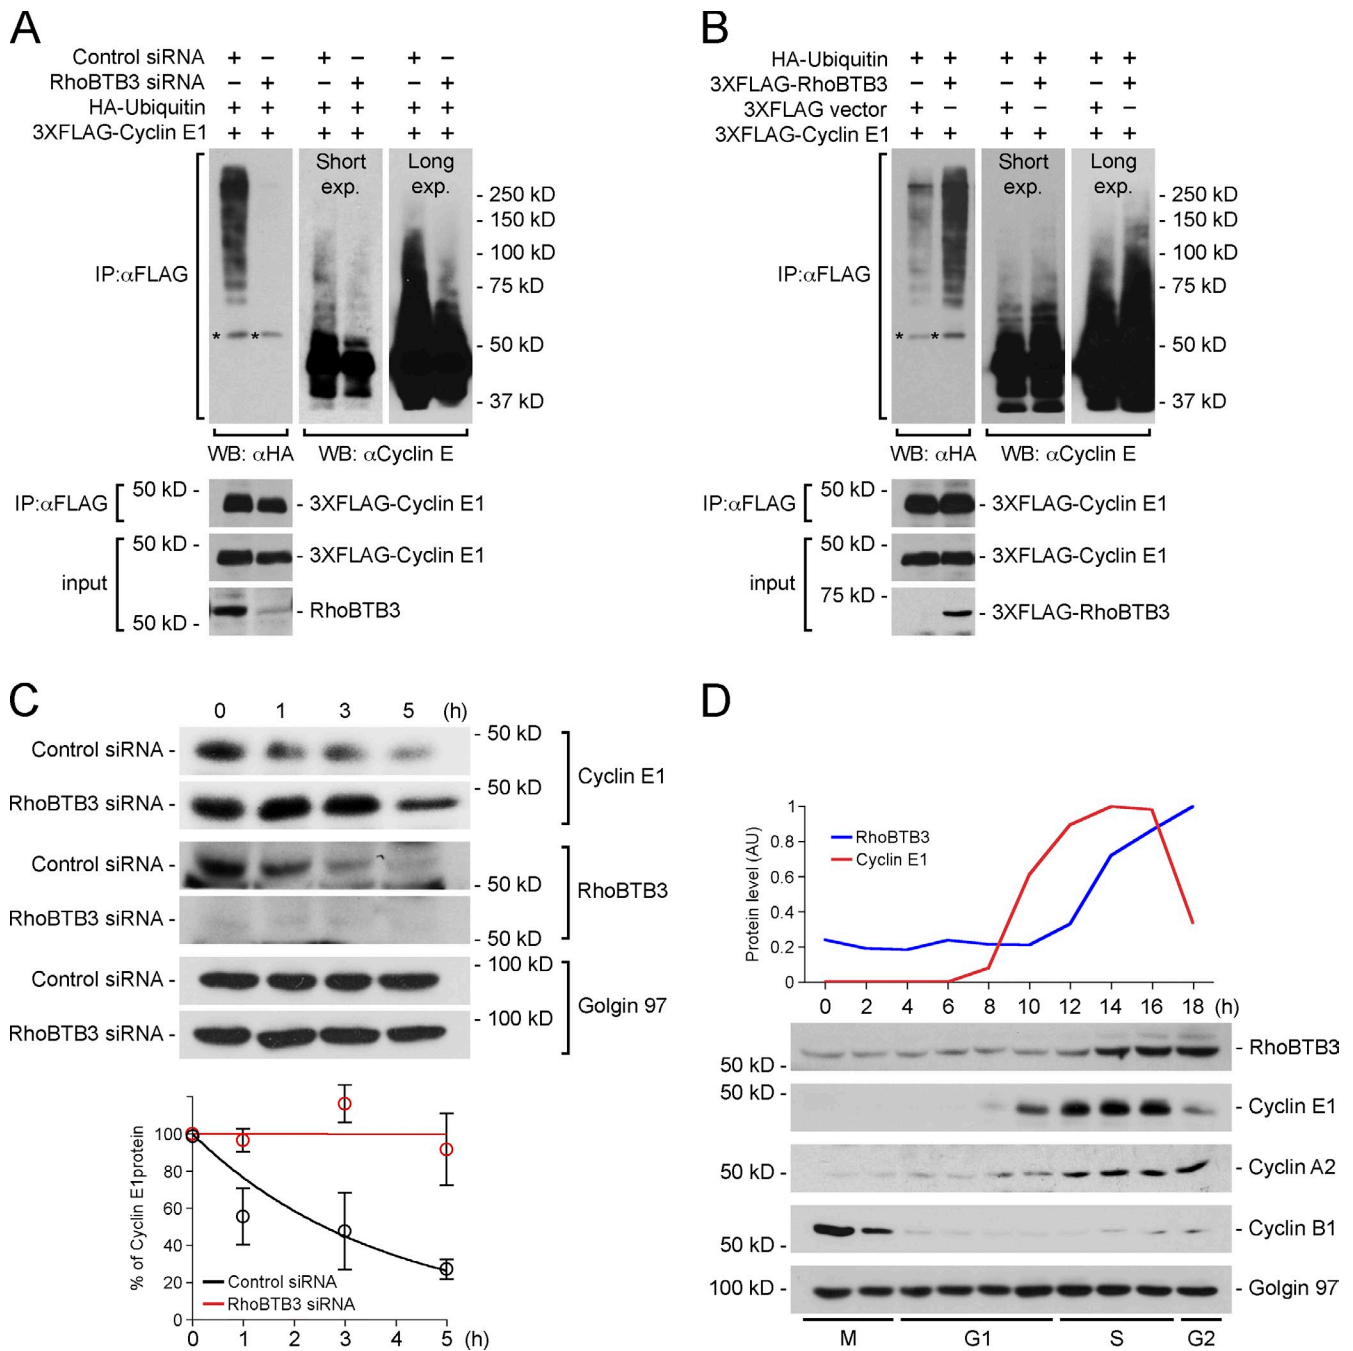 A
Control siRNA + – + – + –
RhoBTB3 siRNA – + – + – +
HA-Ubiquitin + + + + + +
3XFLAG-Cyclin E1 + + + + + +
Short exp.
Long exp.
- 250 kD
- 150 kD
- 100 kD
- 75 kD
- 50 kD
- 37 kD
IP:αFLAG
* *
WB: αHA
WB: αCyclin E
IP:αFLAG
50 kD -
- 3XFLAG-Cyclin E1
input
50 kD -
- 3XFLAG-Cyclin E1
50 kD -
- RhoBTB3
B
HA-Ubiquitin + + + + + +
3XFLAG-RhoBTB3 – + – + – +
3XFLAG vector + – + – + –
3XFLAG-Cyclin E1 + + + + + +
Short exp.
Long exp.
- 250 kD
- 150 kD
- 100 kD
- 75 kD
- 50 kD
- 37 kD
IP:αFLAG
* *
WB: αHA
WB: αCyclin E
IP:αFLAG
50 kD -
- 3XFLAG-Cyclin E1
input
50 kD -
- 3XFLAG-Cyclin E1
75 kD -
- 3XFLAG-RhoBTB3
C
0 1 3 5 (h)
Control siRNA -
- 50 kD
RhoBTB3 siRNA -
- 50 kD
Cyclin E1
Control siRNA -
- 50 kD
RhoBTB3 siRNA -
- 50 kD
RhoBTB3
Control siRNA -
- 100 kD
RhoBTB3 siRNA -
- 100 kD
Golgin 97
% of Cyclin E1protein
100
80
60
40
20
0
Control siRNA
RhoBTB3 siRNA
0 1 2 3 4 5 (h)
D
Protein level (AU)
1
0.8
0.6
0.4
0.2
0
RhoBTB3
Cyclin E1
0 2 4 6 8 10 12 14 16 18 (h)
50 kD -
- RhoBTB3
50 kD -
- Cyclin E1
50 kD -
- Cyclin A2
50 kD -
- Cyclin B1
100 kD -
- Golgin 97
M G1 S G2